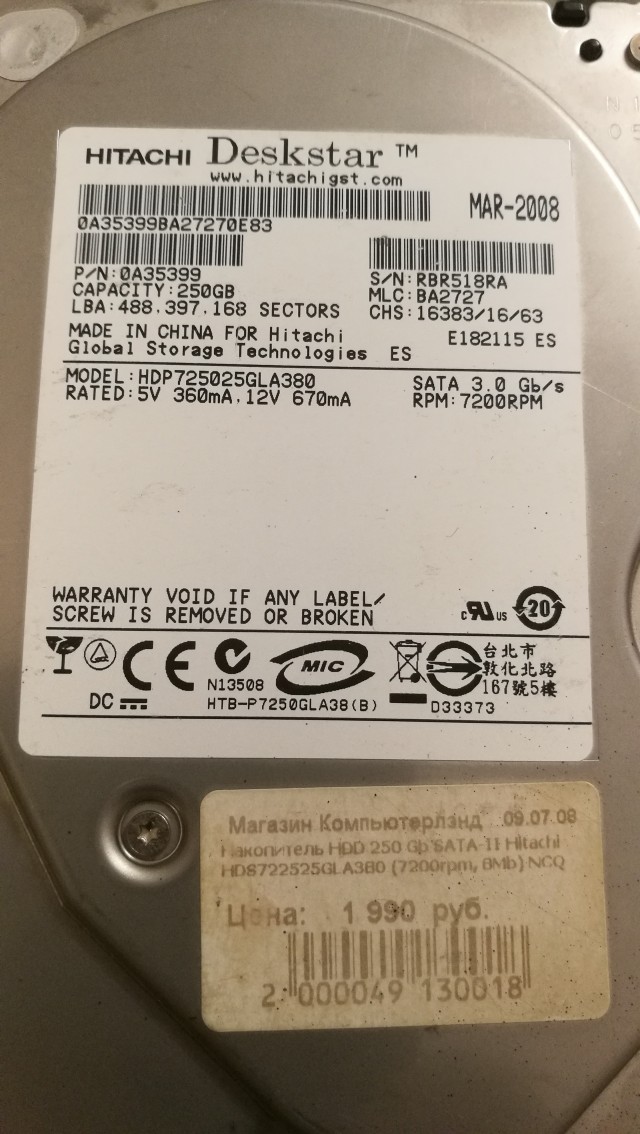 HITACHI Deskstar ™
www.hitachigst.com
MAR-2008
0A35399BA27270E83
P/N:0A35399
CAPACITY:250GB
LBA:488,397,168 SECTORS
S/N:RBR518RA
MLC:BA2727
CHS:16383/16/63
MADE IN CHINA FOR Hitachi
Global Storage Technologies ES
E182115 ES
MODEL:HDP725025GLA380
RATED:5V 360mA,12V 670mA
SATA 3.0 Gb/s
RPM:7200RPM
WARRANTY VOID IF ANY LABEL/
SCREW IS REMOVED OR BROKEN
c RU us 20
CE N13508 MIC
台北市
敦化北路
167號5樓
DC HTB-P7250GLA38(B) D33373
Магазин Компьютерлэнд 09.07.08
Накопитель HDD 250 Gb SATA-II Hitachi
HDS722525GLA380 (7200rpm, 8Mb) NCQ
Цена: 1 990 руб.
2 000049 130018